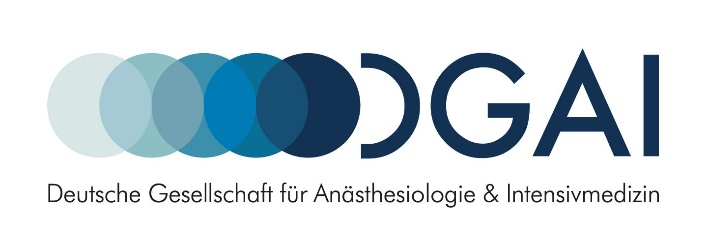 DGAI
Deutsche Gesellschaft für Anästhesiologie & Intensivmedizin